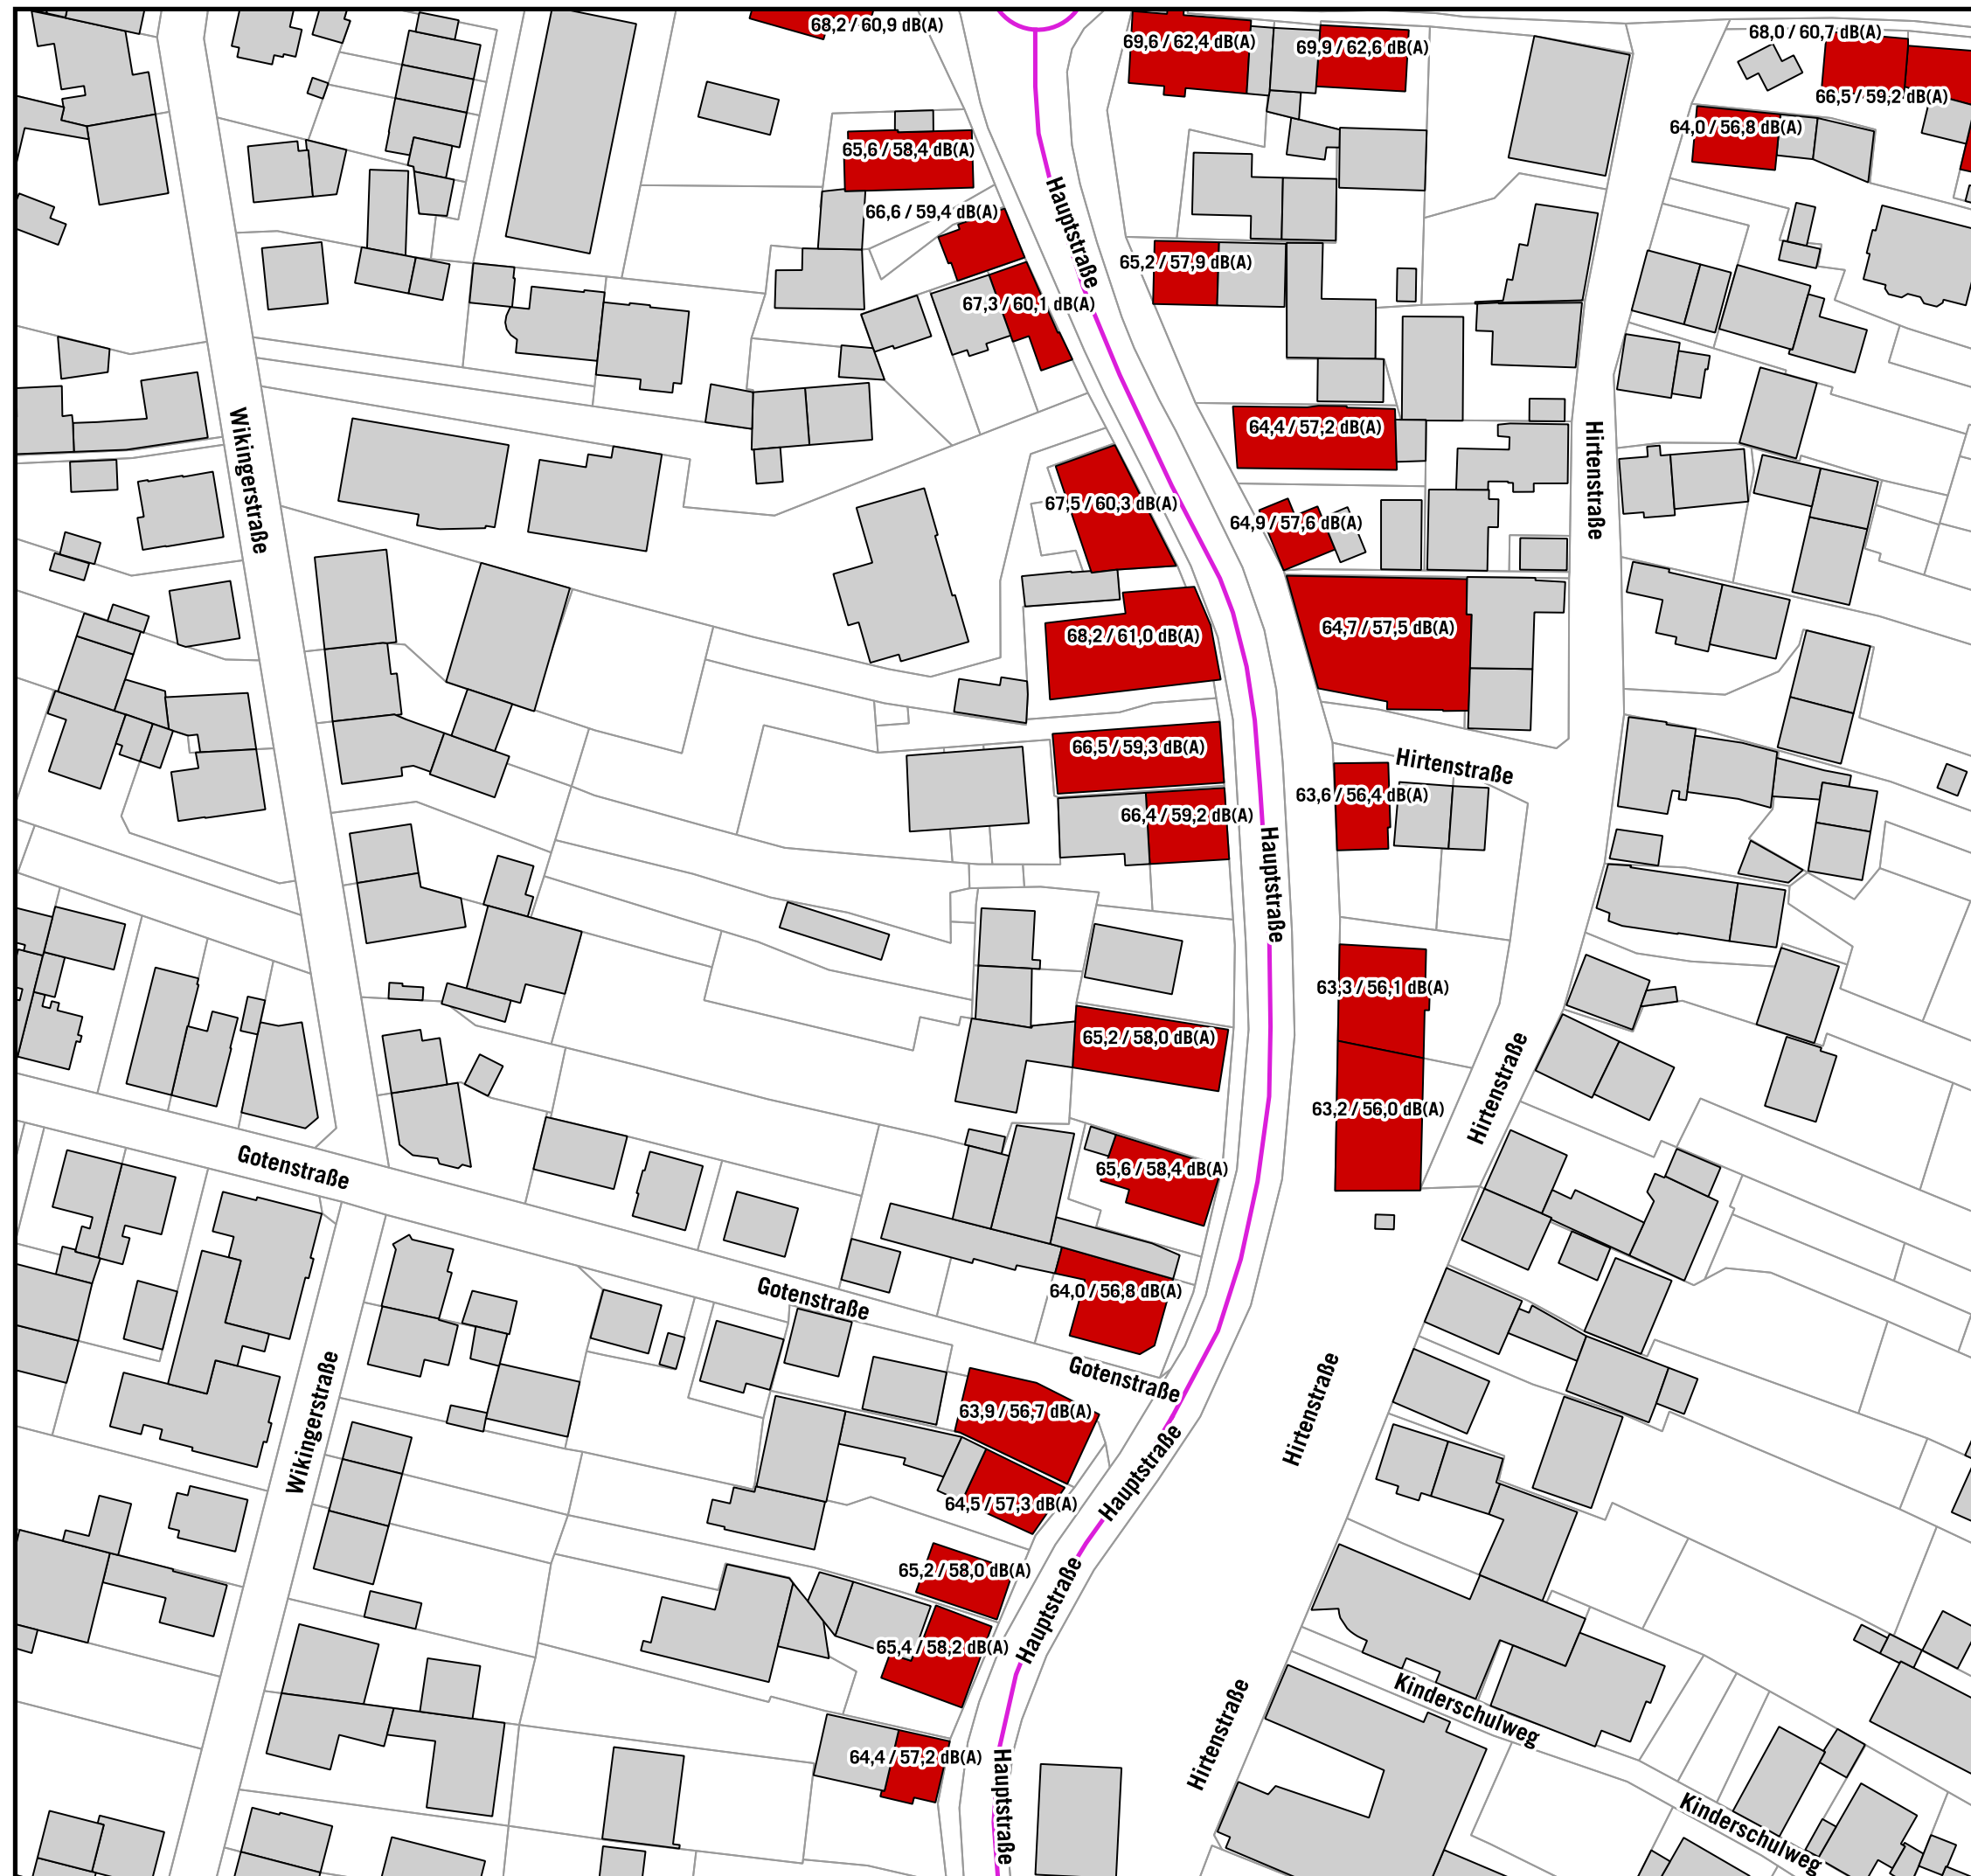 68,2 / 60,9 dB(A)
69,6 / 62,4 dB(A)
69,9 / 62,6 dB(A)
68,0 / 60,7 dB(A)
66,5 / 59,2 dB(A)
64,0 / 56,8 dB(A)
65,6 / 58,4 dB(A)
66,6 / 59,4 dB(A)
Hauptstraße
65,2 / 57,9 dB(A)
67,3 / 60,1 dB(A)
64,4 / 57,2 dB(A)
Wikingerstraße
Hirtenstraße
67,5 / 60,3 dB(A)
64,9 / 57,6 dB(A)
64,7 / 57,5 dB(A)
68,2 / 61,0 dB(A)
66,5 / 59,3 dB(A)
Hirtenstraße
63,6 / 56,4 dB(A)
66,4 / 59,2 dB(A)
Hauptstraße
63,3 / 56,1 dB(A)
65,2 / 58,0 dB(A)
Hirtenstraße
63,2 / 56,0 dB(A)
Gotenstraße
65,6 / 58,4 dB(A)
Gotenstraße
64,0 / 56,8 dB(A)
Gotenstraße
Wikingerstraße
Hirtenstraße
63,9 / 56,7 dB(A)
Hauptstraße
64,5 / 57,3 dB(A)
65,2 / 58,0 dB(A)
Hauptstraße
65,4 / 58,2 dB(A)
Kinderschulweg
Hirtenstraße
64,4 / 57,2 dB(A)
Hauptstraße
Kinderschulweg